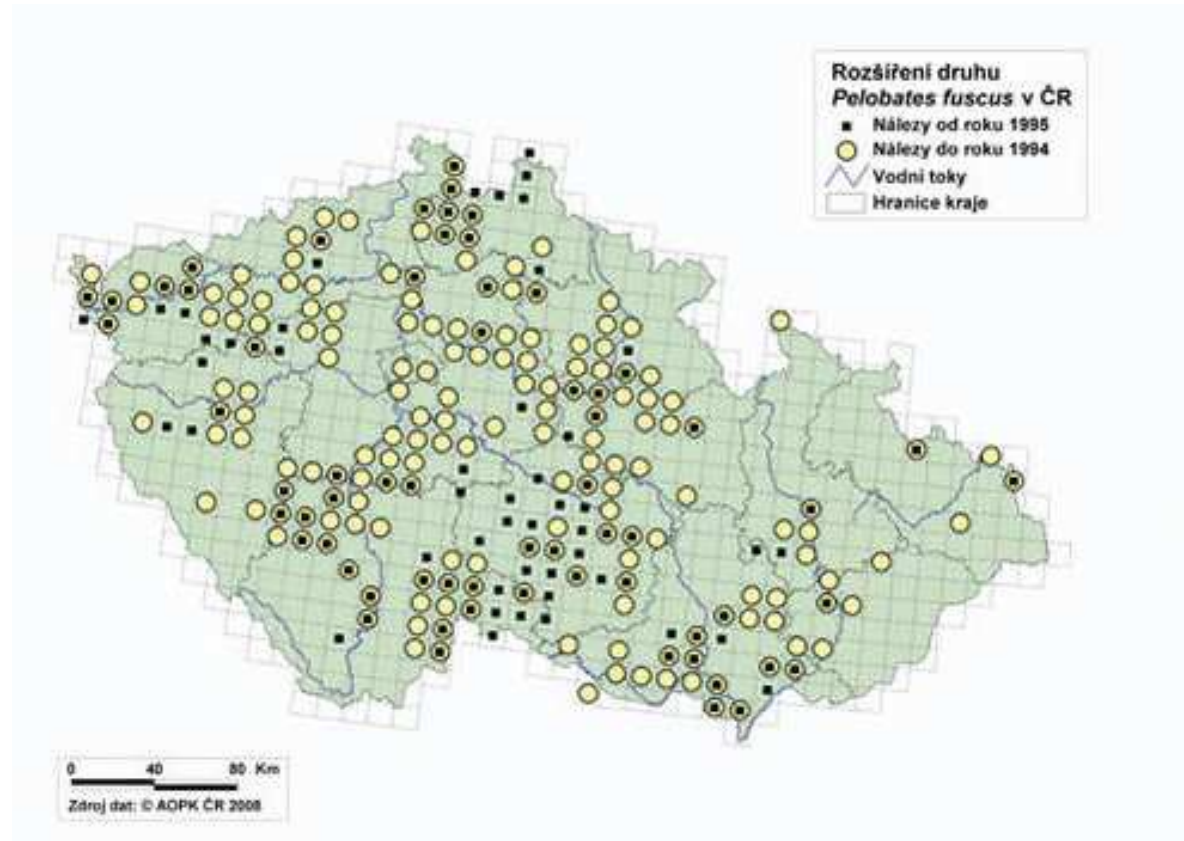 Rozšíření druhu
Pelobates fuscus v ČR
Nálezy od roku 1995
Nálezy do roku 1994
Vodní toky
Hranice kraje
0 40 80 Km
Zdroj dat: © AOPK ČR 2008